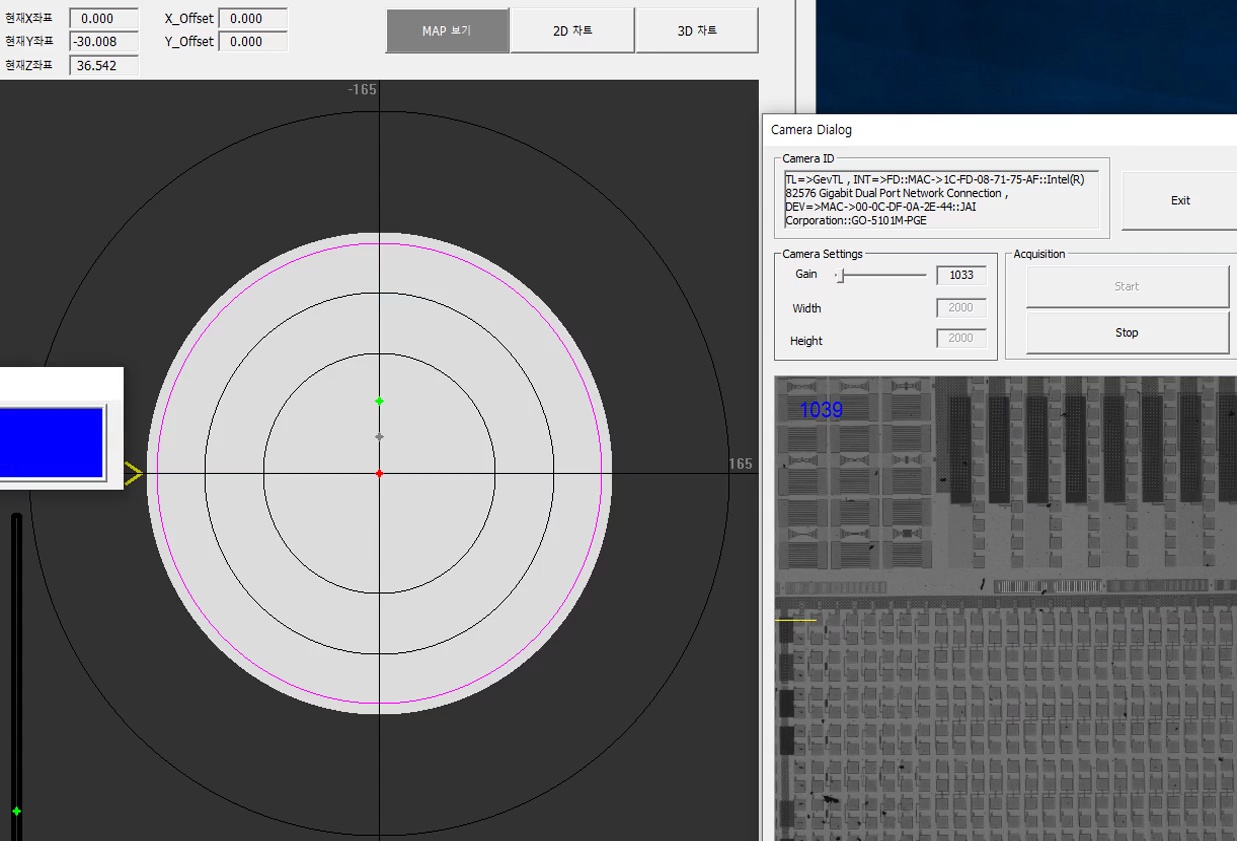 현재X좌표 0.000 X_Offset 0.000
현재Y좌표 -30.008 Y_Offset 0.000
현재Z좌표 36.542
MAP 보기 2D 차트 3D 차트
-165
165
Camera Dialog
Camera ID
TL=>GevTL , INT=>FD::MAC->1C-FD-08-71-75-AF::Intel(R)
82576 Gigabit Dual Port Network Connection ,
DEV=>MAC->00-0C-DF-0A-2E-44::JAI
Corporation::GO-5101M-PGE
Exit
Camera Settings
Gain 1033
Width 2000
Height 2000
Acquisition
Start
Stop
1039